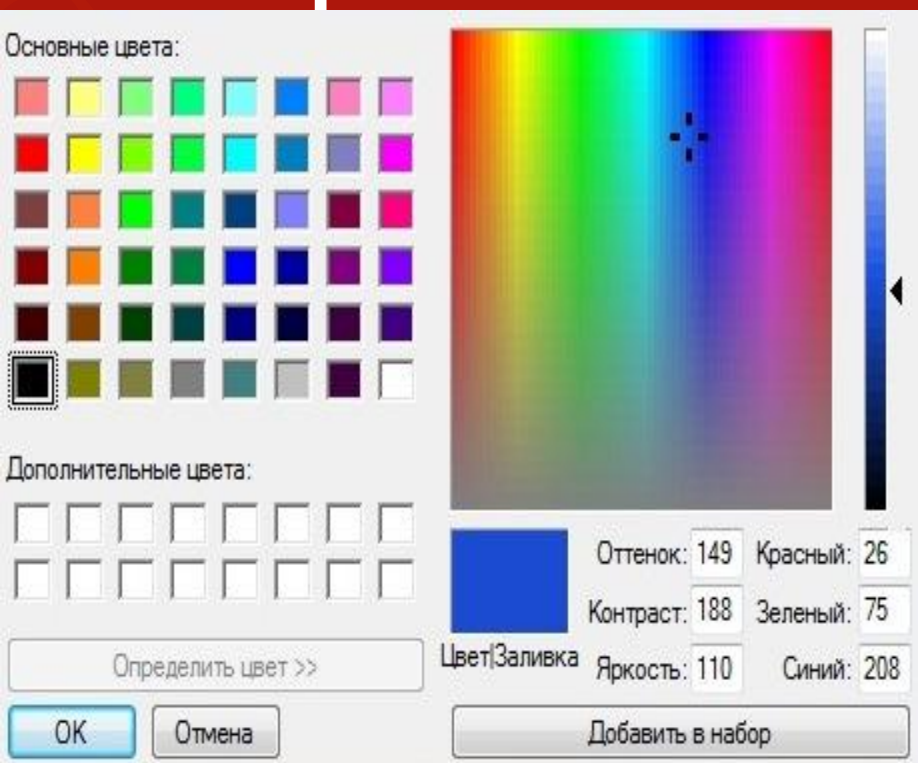 Основные цвета:
Дополнительные цвета:
Определить цвет >>
ОК
Отмена
Цвет|Заливка
Оттенок: 149
Контраст: 188
Яркость: 110
Красный: 26
Зеленый: 75
Синий: 208
Добавить в набор